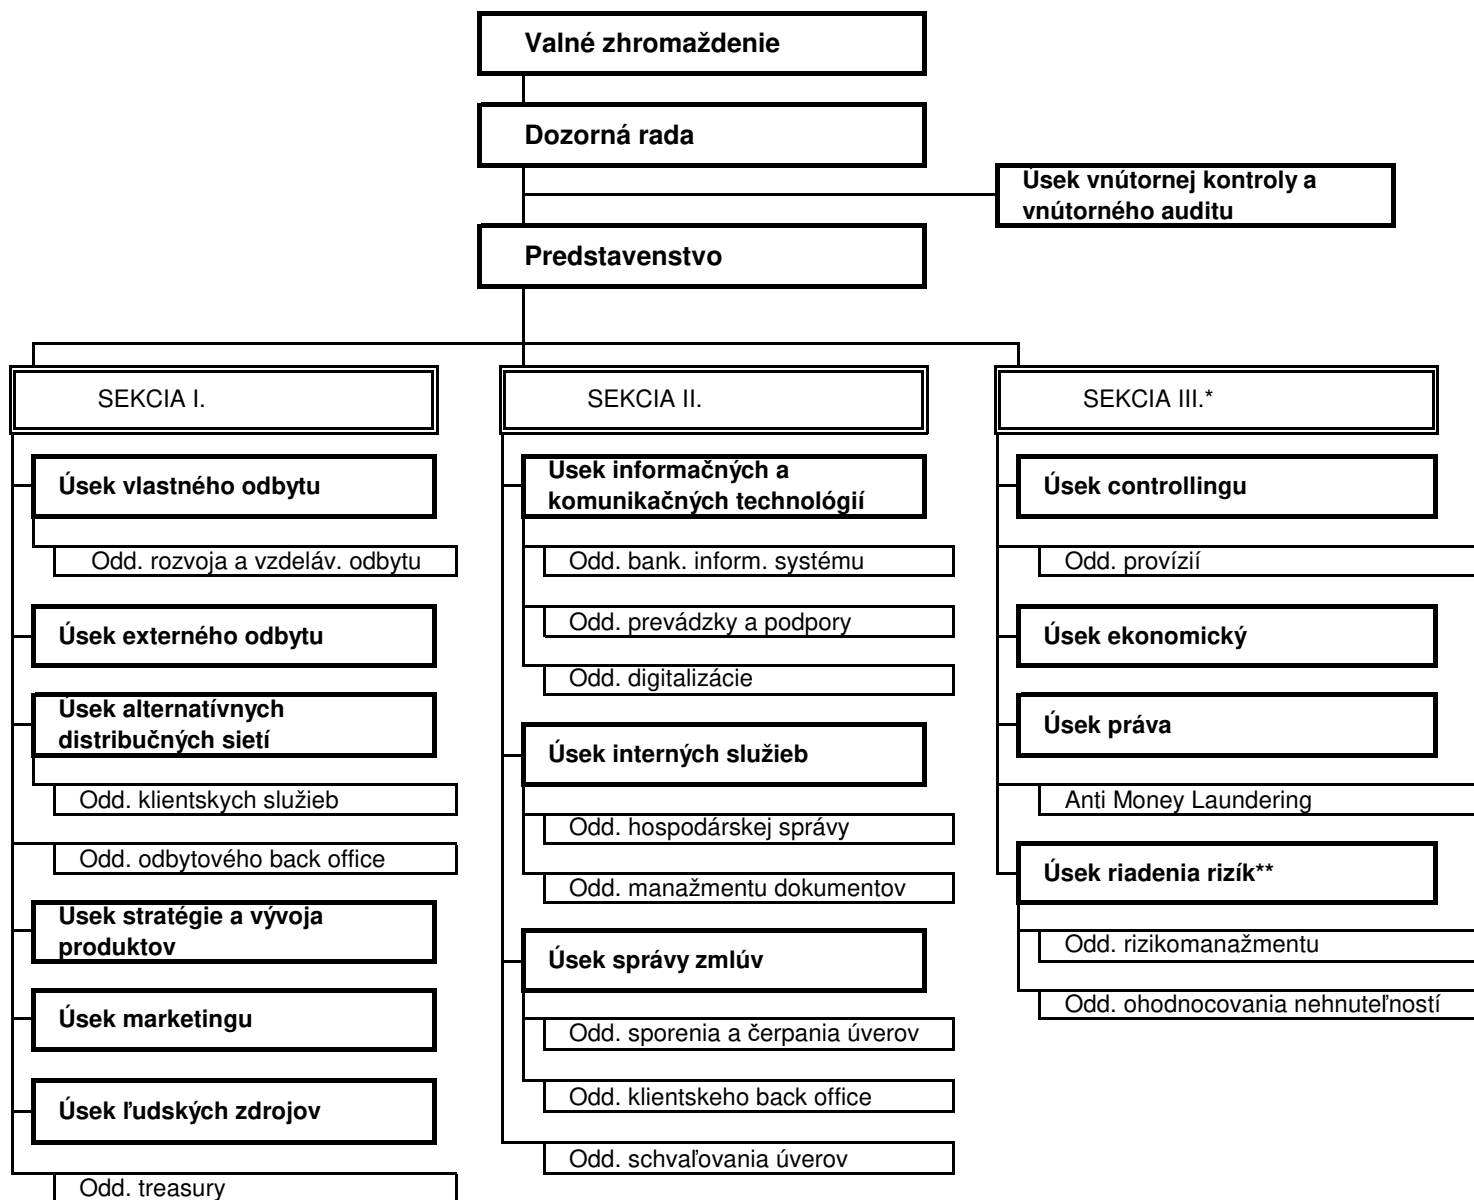 Valné zhromaždenie
Dozorná rada
Úsek vnútornej kontroly a
vnútorného auditu
Predstavenstvo
SEKCIA I.
Úsek vlastného odbytu
Odd. rozvoja a vzdeláv. odbytu
Úsek externého odbytu
Úsek alternatívnych
distribučných sietí
Odd. klientskych služieb
Odd. odbytového back office
Úsek stratégie a vývoja
produktov
Úsek marketingu
Úsek ľudských zdrojov
Odd. treasury
SEKCIA II.
Úsek informačných a
komunikačných technológií
Odd. bank. inform. systému
Odd. prevádzky a podpory
Odd. digitalizácie
Úsek interných služieb
Odd. hospodárskej správy
Odd. manažmentu dokumentov
Úsek správy zmlúv
Odd. sporenia a čerpania úverov
Odd. klientskeho back office
Odd. schvaľovania úverov
SEKCIA III.*
Úsek controllingu
Odd. provízií
Úsek ekonomický
Úsek práva
Anti Money Laundering
Úsek riadenia rizík**
Odd. rizikomanažmentu
Odd. ohodnocovania nehnuteľností